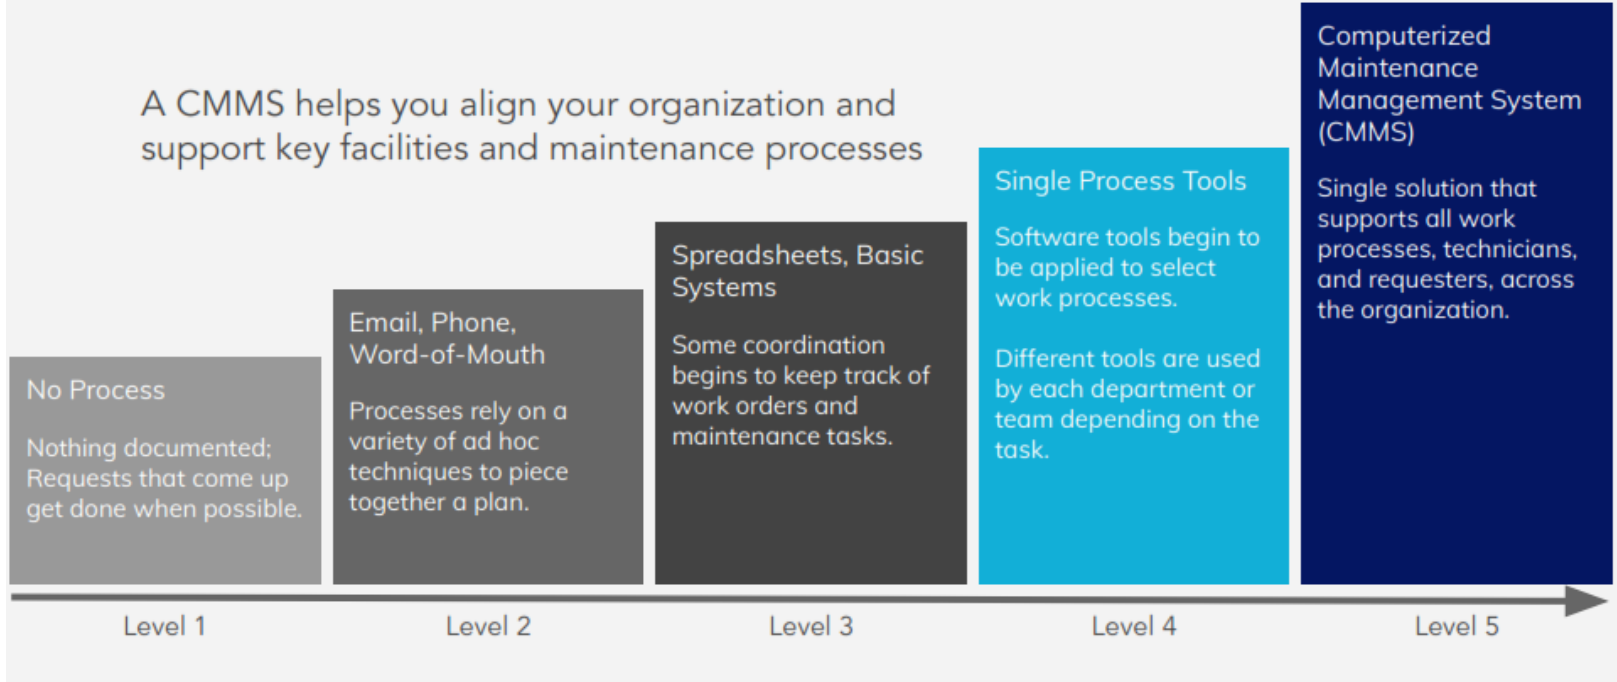 A CMMS helps you align your organization and
support key facilities and maintenance processes
No Process
Nothing documented;
Requests that come up
get done when possible.
Email, Phone,
Word-of-Mouth
Processes rely on a
variety of ad hoc
techniques to piece
together a plan.
Spreadsheets, Basic
Systems
Some coordination
begins to keep track of
work orders and
maintenance tasks.
Single Process Tools
Software tools begin to
be applied to select
work processes.
Different tools are used
by each department or
team depending on the
task.
Computerized
Maintenance
Management System
(CMMS)
Single solution that
supports all work
processes, technicians,
and requesters, across
the organization.
Level 1
Level 2
Level 3
Level 4
Level 5